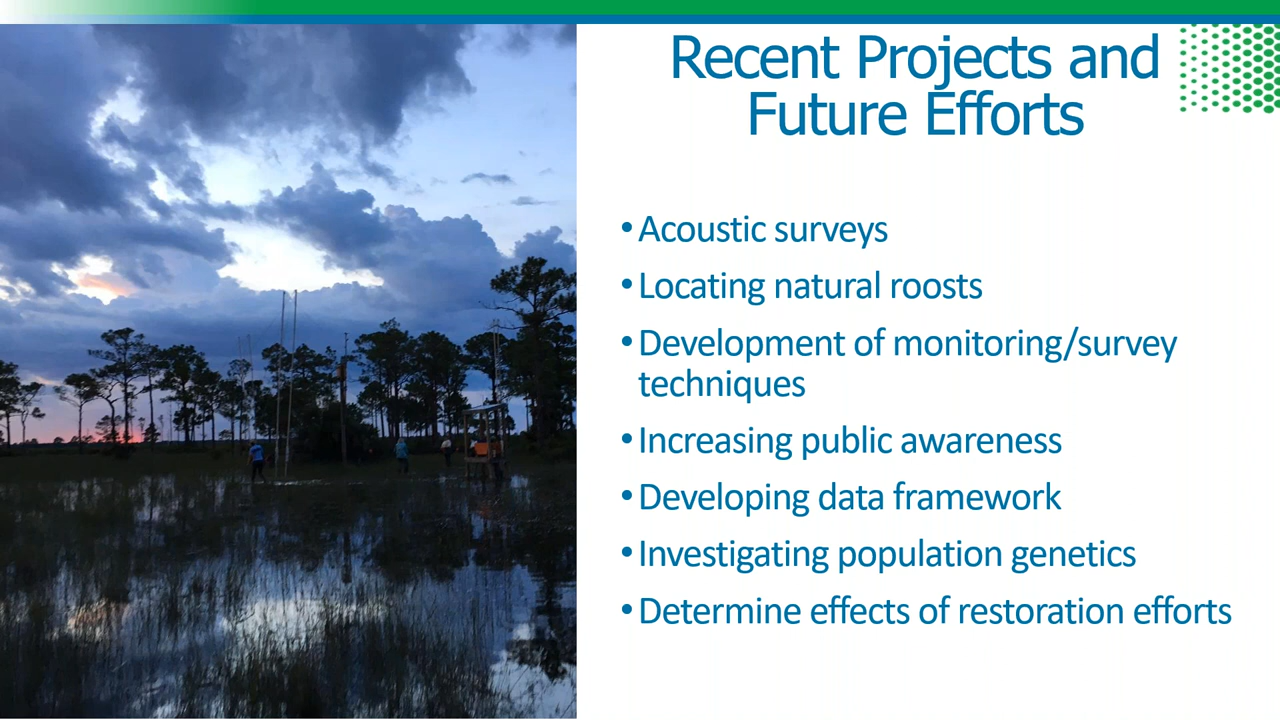 Recent Projects and
Future Efforts
•Acoustic surveys
•Locating natural roosts
•Development of monitoring/survey
techniques
•Increasing public awareness
•Developing data framework
•Investigating population genetics
•Determine effects of restoration efforts